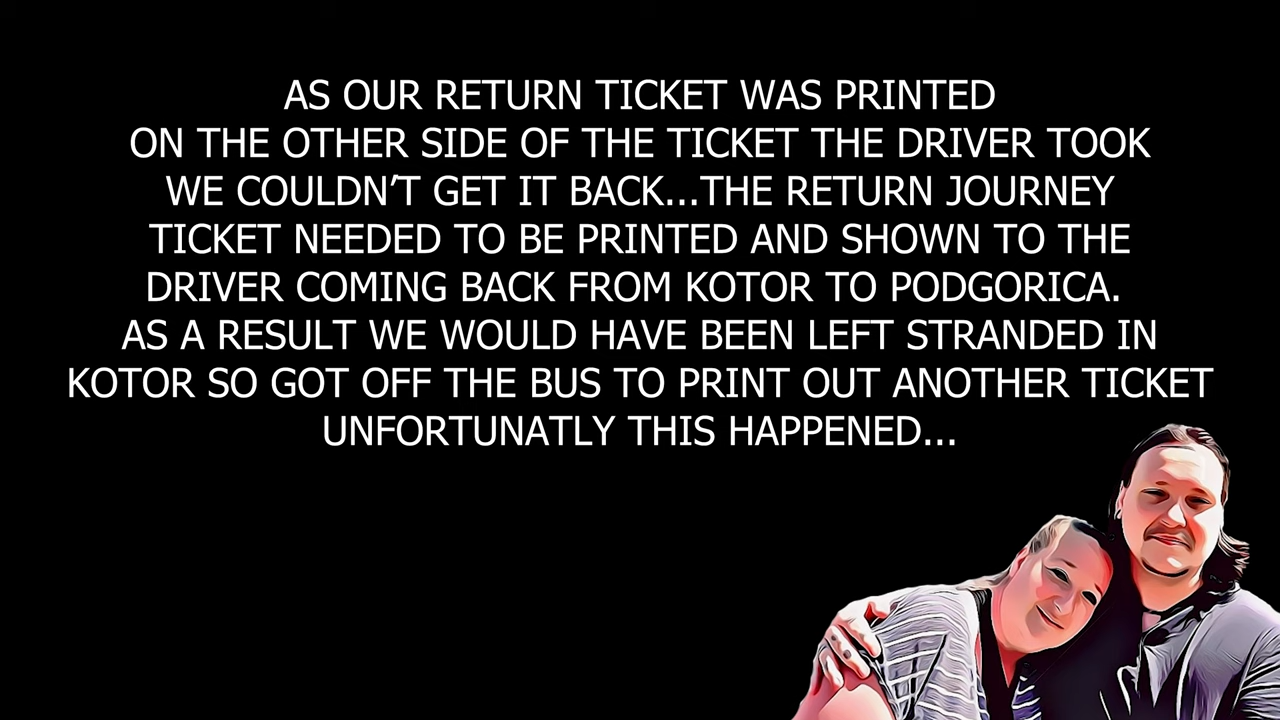 AS OUR RETURN TICKET WAS PRINTED
ON THE OTHER SIDE OF THE TICKET THE DRIVER TOOK
WE COULDN'T GET IT BACK...THE RETURN JOURNEY
TICKET NEEDED TO BE PRINTED AND SHOWN TO THE
DRIVER COMING BACK FROM KOTOR TO PODGORICA.
AS A RESULT WE WOULD HAVE BEEN LEFT STRANDED IN
KOTOR SO GOT OFF THE BUS TO PRINT OUT ANOTHER TICKET
UNFORTUNATLY THIS HAPPENED...